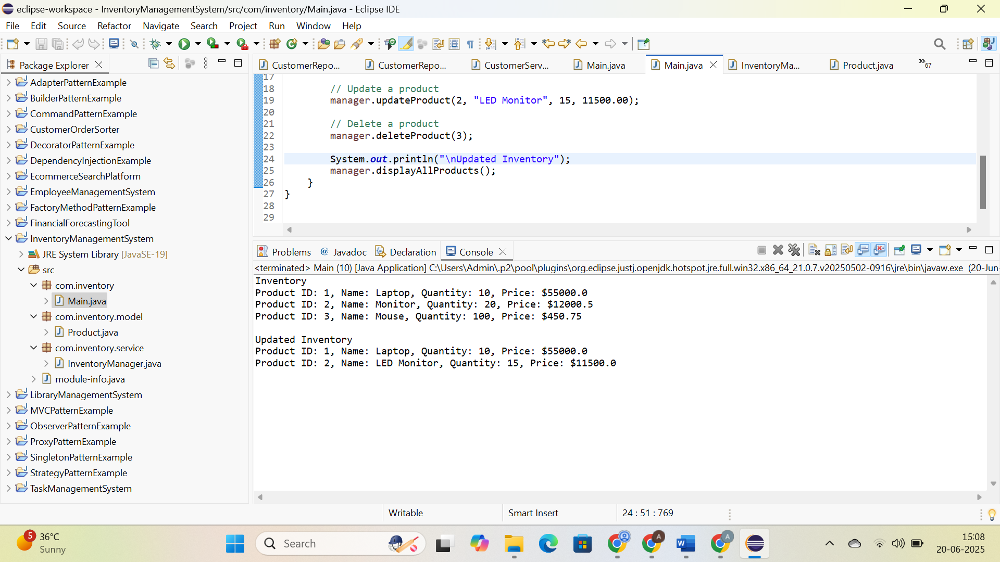 eclipse-workspace - InventoryManagementSystem/src/com/inventory/Main.java - Eclipse IDE
File Edit Source Refactor Navigate Search Project Run Window Help
Package Explorer
AdapterPatternExample
BuilderPatternExample
CommandPatternExample
CustomerOrderSorter
DecoratorPatternExample
DependencyInjectionExample
EcommerceSearchPlatform
EmployeeManagementSystem
FactoryMethodPatternExample
FinancialForecastingTool
InventoryManagementSystem
JRE System Library [JavaSE-19]
src
com.inventory
Main.java
com.inventory.model
Product.java
com.inventory.service
InventoryManager.java
module-info.java
LibraryManagementSystem
MVCPatternExample
ObserverPatternExample
ProxyPatternExample
SingletonPatternExample
StrategyPatternExample
TaskManagementSystem
CustomerRepo... CustomerRepo... CustomerServ... Main.java Main.java InventoryMa... Product.java »67
17
18 // Update a product
19 manager.updateProduct(2, "LED Monitor", 15, 11500.00);
20
21 // Delete a product
22 manager.deleteProduct(3);
23
24 System.out.println("\nUpdated Inventory");
25 manager.displayAllProducts();
26 }
27 }
28
29
Problems @ Javadoc Declaration Console
<terminated> Main (10) [Java Application] C:\Users\Admin\.p2\pool\plugins\org.eclipse.justj.openjdk.hotspot.jre.full.win32.x86_64_21.0.7.v20250502-0916\jre\bin\javaw.exe (20-Jun-
Inventory
Product ID: 1, Name: Laptop, Quantity: 10, Price: $55000.0
Product ID: 2, Name: Monitor, Quantity: 20, Price: $12000.5
Product ID: 3, Name: Mouse, Quantity: 100, Price: $450.75
Updated Inventory
Product ID: 1, Name: Laptop, Quantity: 10, Price: $55000.0
Product ID: 2, Name: LED Monitor, Quantity: 15, Price: $11500.0
Writable Smart Insert 24 : 51 : 769
5
36°C
Sunny
Search
A
A
15:08
20-06-2025